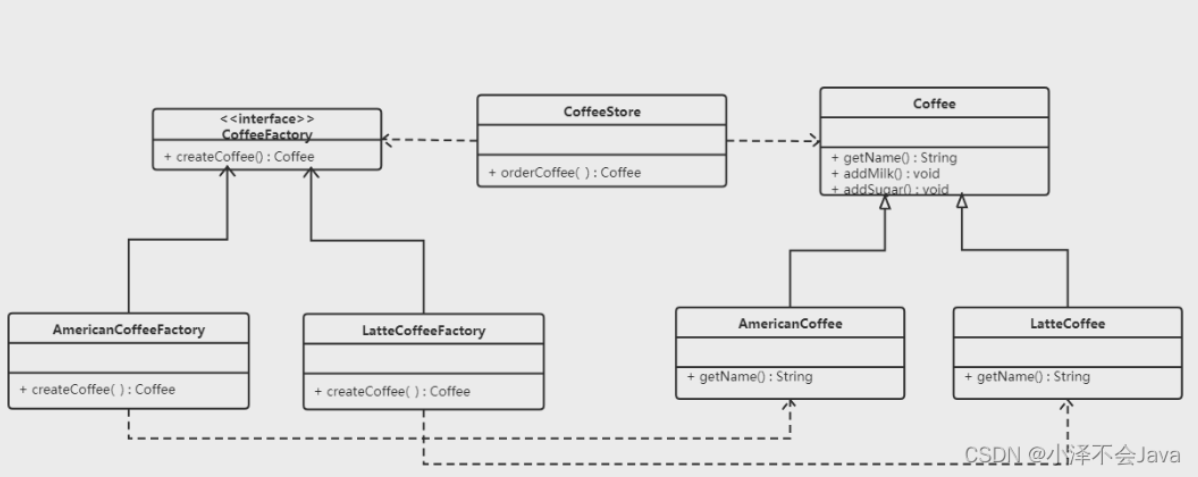 <<interface>>
CoffeeFactory
+ createCoffee() : Coffee
CoffeeStore
+ orderCoffee( ) : Coffee
Coffee
+ getName() : String
+ addMilk() : void
+ addSugar() : void
AmericanCoffeeFactory
+ createCoffee( ) : Coffee
LatteCoffeeFactory
+ createCoffee( ) : Coffee
AmericanCoffee
+ getName() : String
LatteCoffee
+ getName() : String
CSDN @小泽不会Java